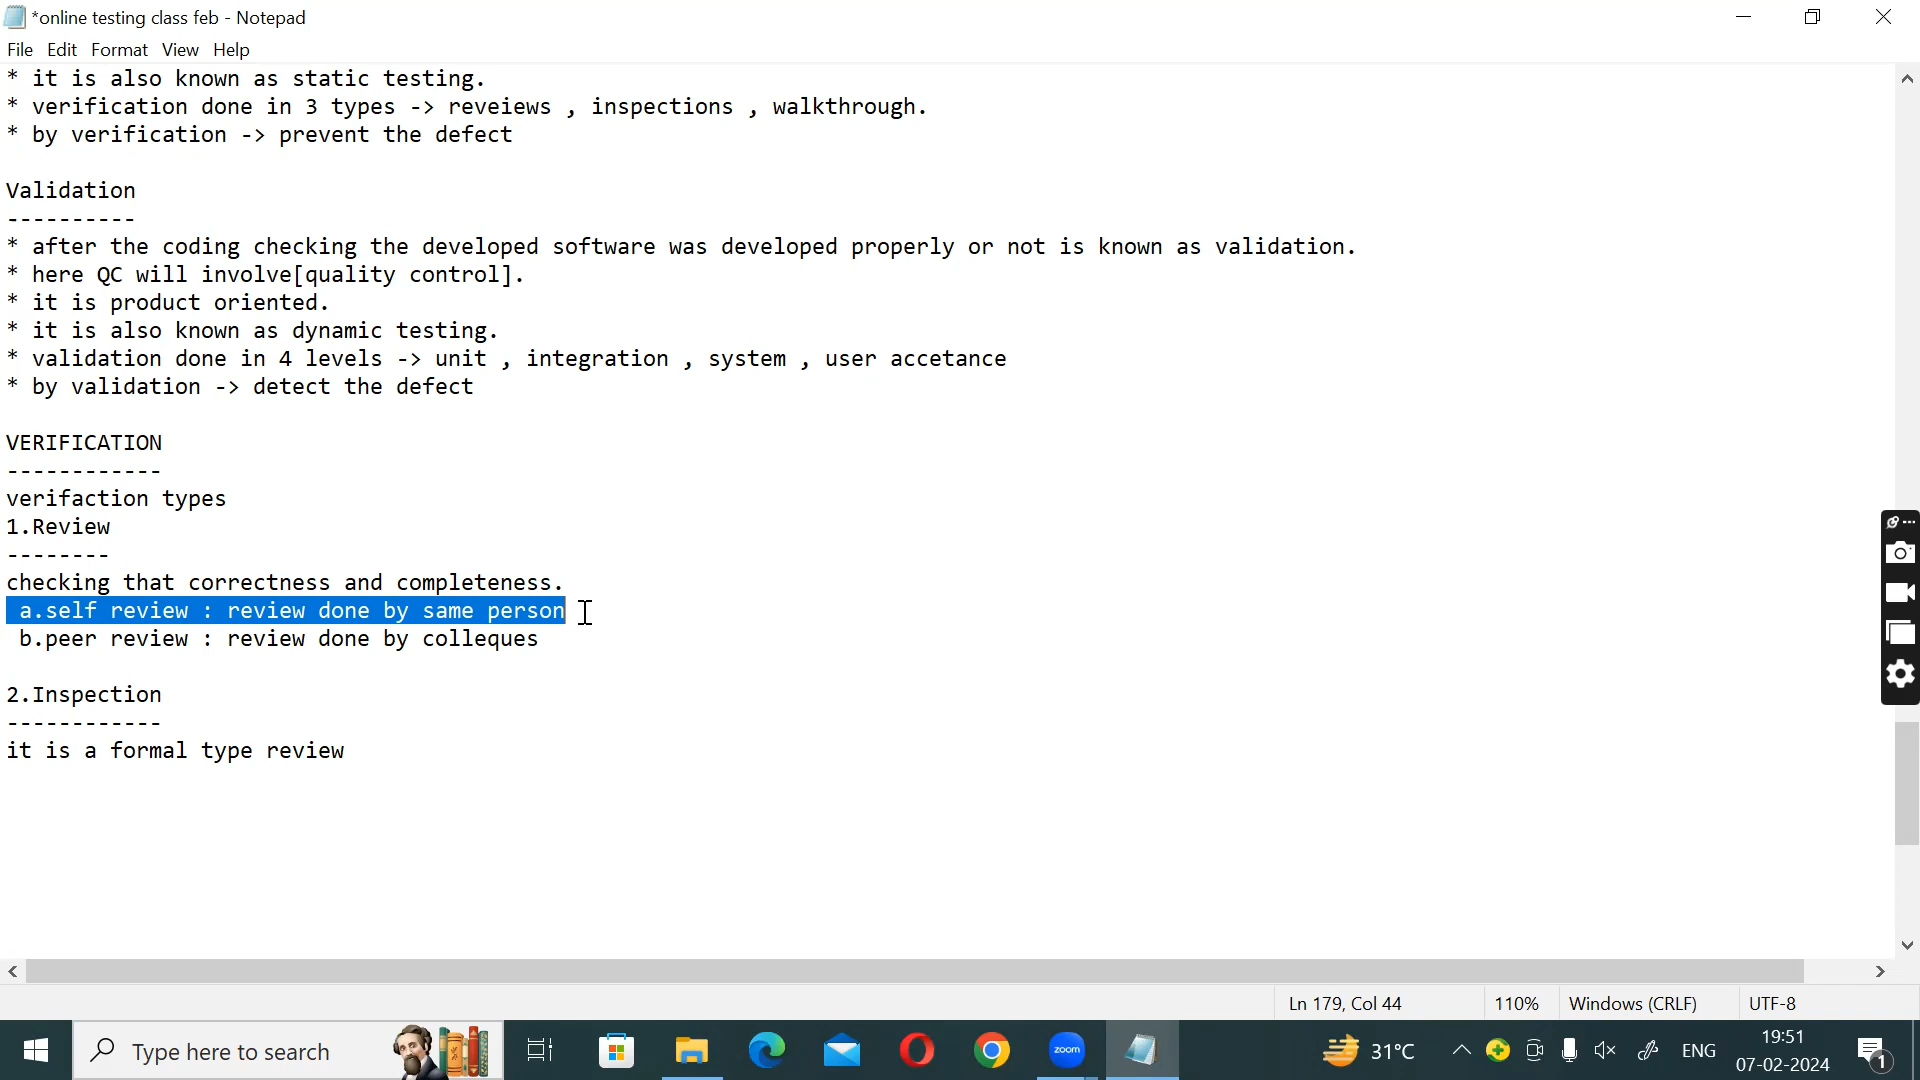 *online testing class feb - Notepad
File Edit Format View Help
* it is also known as static testing.
* verification done in 3 types -> reveiews , inspections , walkthrough.
* by verification -> prevent the defect
Validation
----------
* after the coding checking the developed software was developed properly or not is known as validation.
* here QC will involve[quality control].
* it is product oriented.
* it is also known as dynamic testing.
* validation done in 4 levels -> unit , integration , system , user accetance
* by validation -> detect the defect
VERIFICATION
------------
verifaction types
1.Review
--------
checking that correctness and completeness.
a.self review : review done by same person
b.peer review : review done by colleques
2.Inspection
------------
it is a formal type review
Ln 179, Col 44 110% Windows (CRLF) UTF-8
Type here to search zoom 31°C ENG 19:51
07-02-2024 1